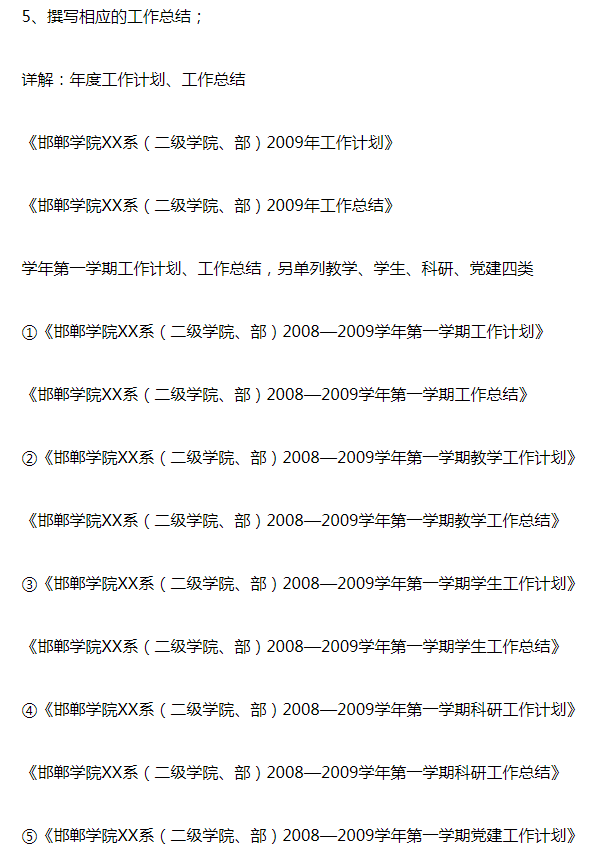 5、撰写相应的工作总结；
详解：年度工作计划、工作总结
《邯郸学院XX系（二级学院、部）2009年工作计划》
《邯郸学院XX系（二级学院、部）2009年工作总结》
学年第一学期工作计划、工作总结，另单列教学、学生、科研、党建四类
①《邯郸学院XX系（二级学院、部）2008—2009学年第一学期工作计划》
《邯郸学院XX系（二级学院、部）2008—2009学年第一学期工作总结》
②《邯郸学院XX系（二级学院、部）2008—2009学年第一学期教学工作计划》
《邯郸学院XX系（二级学院、部）2008—2009学年第一学期教学工作总结》
③《邯郸学院XX系（二级学院、部）2008—2009学年第一学期学生工作计划》
《邯郸学院XX系（二级学院、部）2008—2009学年第一学期学生工作总结》
④《邯郸学院XX系（二级学院、部）2008—2009学年第一学期科研工作计划》
《邯郸学院XX系（二级学院、部）2008—2009学年第一学期科研工作总结》
⑤《邯郸学院XX系（二级学院、部）2008—2009学年第一学期党建工作计划》